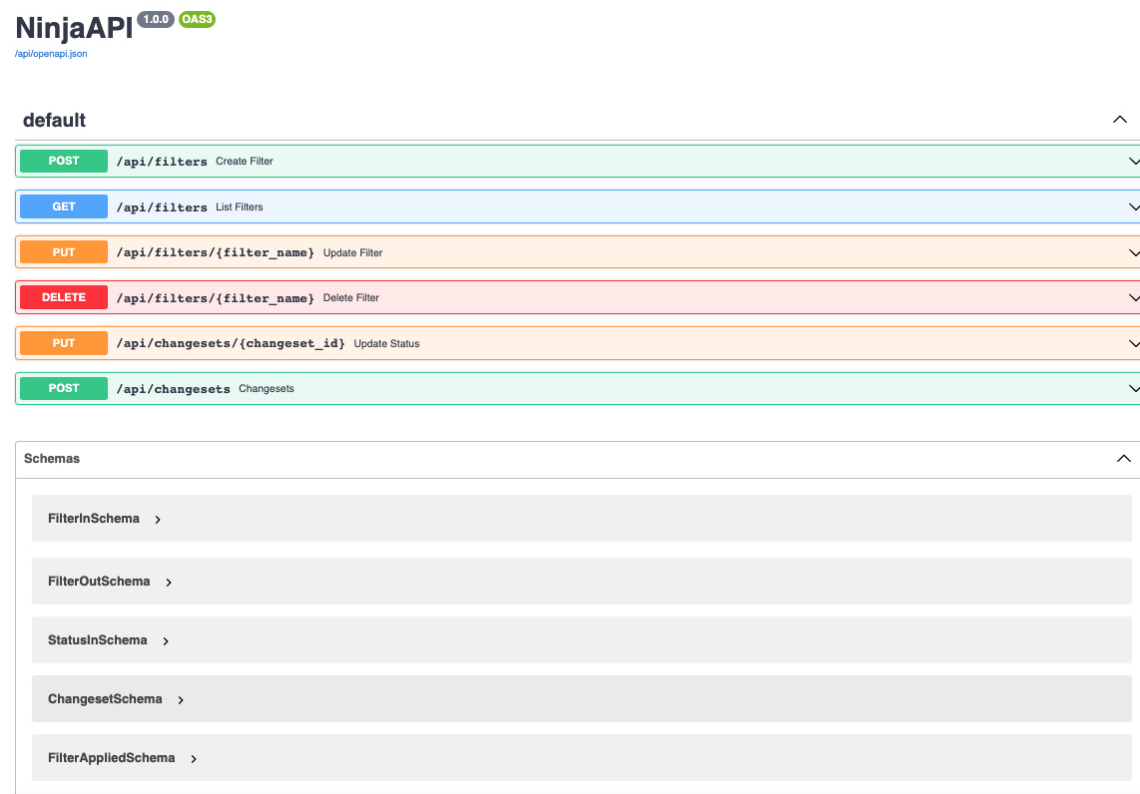 NinjaAPI 1.0.0 OAS3
/api/openapi.json
default
POST /api/filters Create Filter
GET /api/filters List Filters
PUT /api/filters/{filter_name} Update Filter
DELETE /api/filters/{filter_name} Delete Filter
PUT /api/changesets/{changeset_id} Update Status
POST /api/changesets Changesets
Schemas
FilterInSchema
FilterOutSchema
StatusInSchema
ChangesetSchema
FilterAppliedSchema